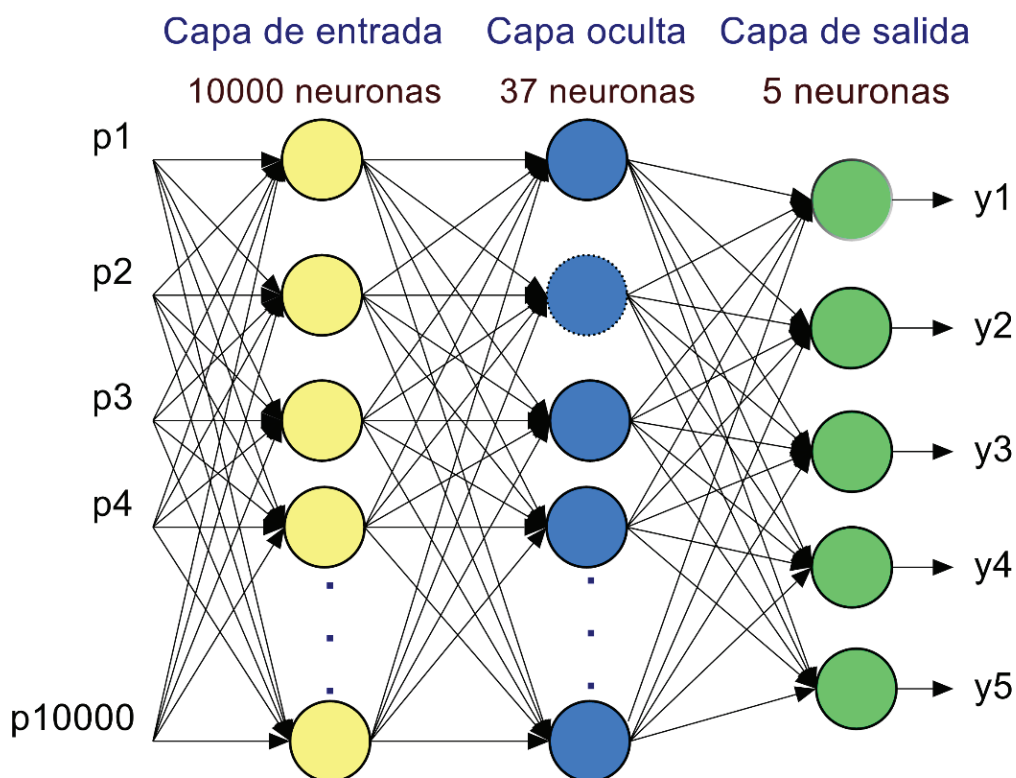 Capa de entrada
Capa oculta
Capa de salida
10000 neuronas
37 neuronas
5 neuronas
p1
p2
p3
p4
p10000
y1
y2
y3
y4
y5